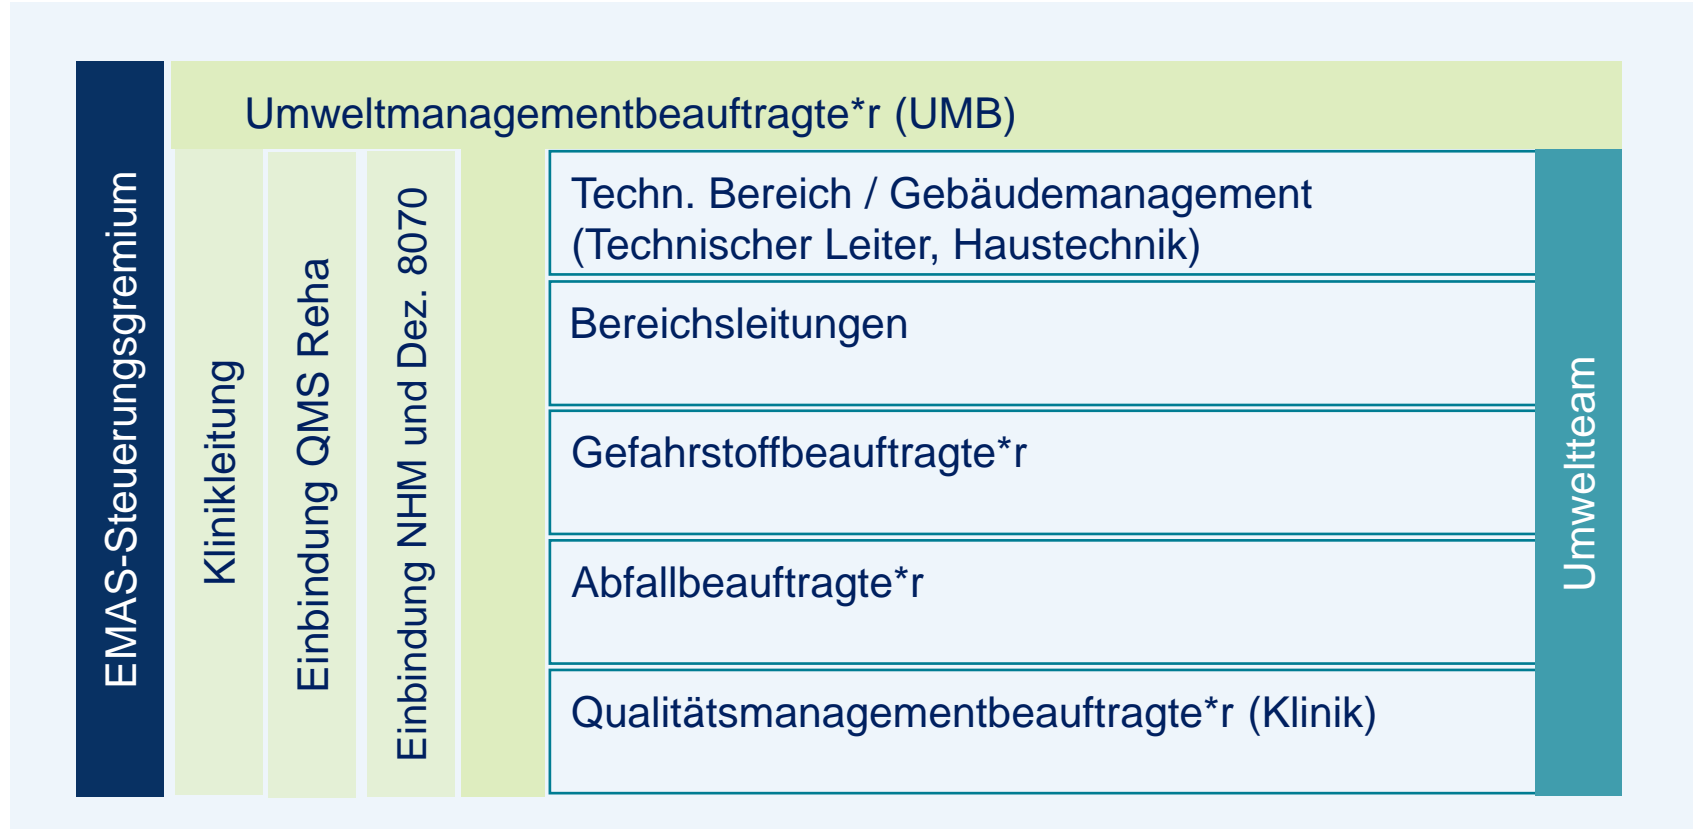 EMAS-Steuerungsgremium
Umweltmanagementbeauftragte*r (UMB)
Klinikleitung
Einbindung QMS Reha
Einbindung NHM und Dez. 8070
Techn. Bereich / Gebäudemanagement
(Technischer Leiter, Haustechnik)
Bereichsleitungen
Gefahrstoffbeauftragte*r
Abfallbeauftragte*r
Qualitätsmanagementbeauftragte*r (Klinik)
Umweltteam